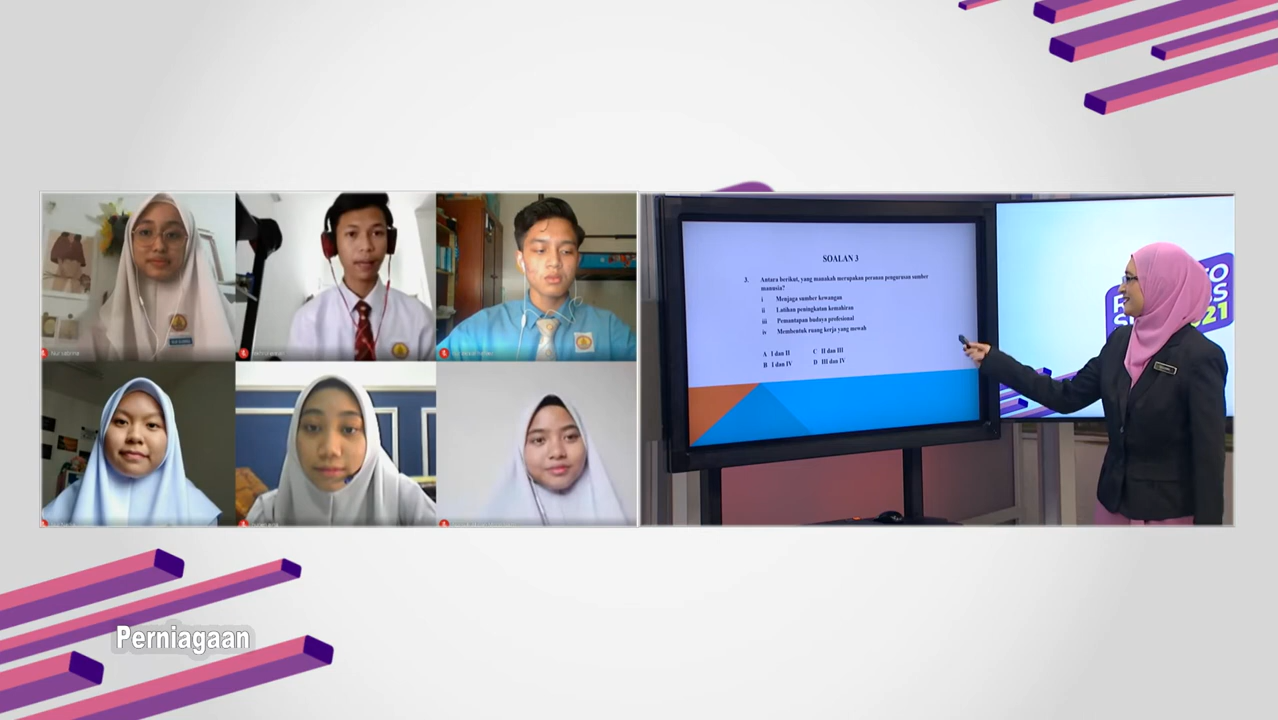 SOALAN 3
3. Antara berikut, yang manakah merupakan peranan pengurusan sumber
manusia?
i Menjaga sumber kewangan
ii Latihan peningkatan kemahiran
iii Pemantapan budaya profesional
iv Membentuk ruang kerja yang mewah
A I dan II C II dan III
B I dan IV D III dan IV
2021
Perniagaan